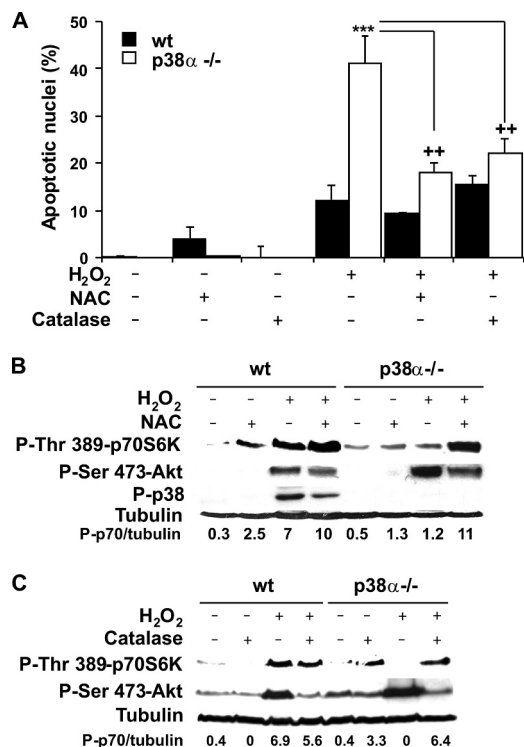 A
Apoptotic nuclei (%)
50
40
30
20
10
0
wt
p38α -/-
***
++
++
H2O2 – – – + + +
NAC – + – – + –
Catalase – – + – – +
B
wt p38α-/-
H2O2 – – + + – – + +
NAC – + – + – + – +
P-Thr 389-p70S6K
P-Ser 473-Akt
P-p38
Tubulin
P-p70/tubulin 0.3 2.5 7 10 0.5 1.3 1.2 11
C
wt p38α-/-
H2O2 – – + + – – + +
Catalase – + – + – + – +
P-Thr 389-p70S6K
P-Ser 473-Akt
Tubulin
P-p70/tubulin 0.4 0 6.9 5.6 0.4 3.3 0 6.4